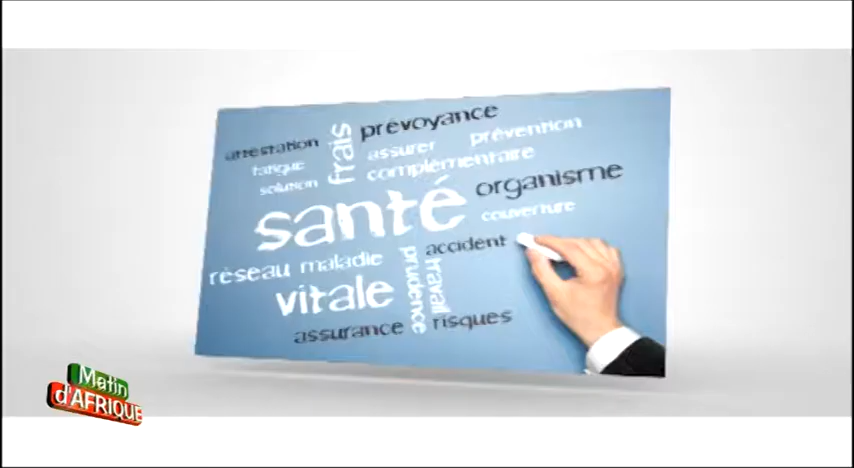 attestation
prévoyance
frais
fatigue
assurer
prévention
solution
complémentaire
santé
organisme
couverture
réseau maladie
accident
prudence
travail
vitale
assurance
risques
Matin
d'AFRIQUE